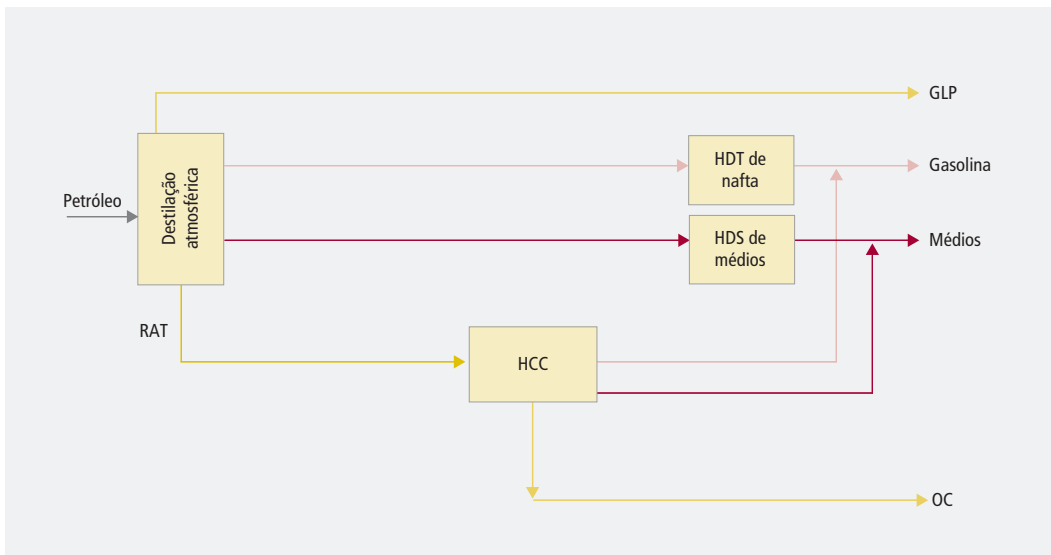 GLP
HDT de
nafta
Gasolina
Destilação
atmosférica
Petróleo
HDS de
médios
Médios
RAT
HCC
OC